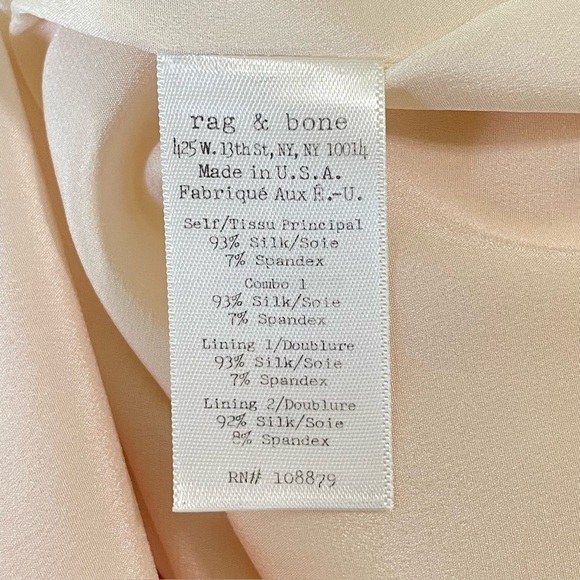 rag & bone
425 W. 13th St, NY, NY 10014
Made in U.S.A.
Fabriqué Aux É.-U.
Self/Tissu Principal
93% Silk/Soie
7% Spandex
Combo 1
93% Silk/Soie
7% Spandex
Lining 1/Doublure
93% Silk/Soie
7% Spandex
Lining 2/Doublure
92% Silk/Soie
8% Spandex
RN# 108879